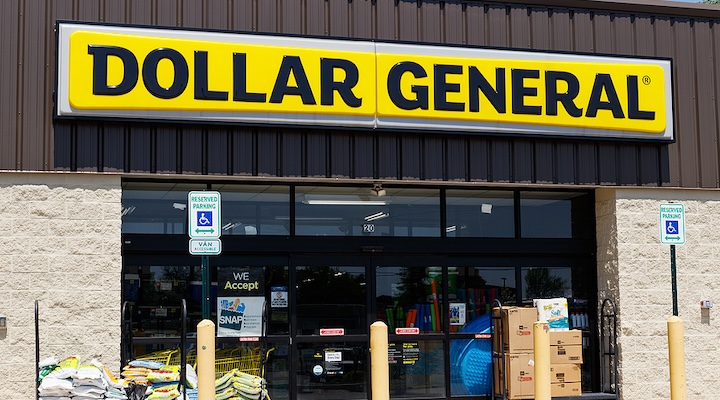 DOLLAR GENERAL®
RESERVED
PARKING
VAN
ACCESSIBLE
RESERVED
PARKING
20
WE
Accept
SNAP